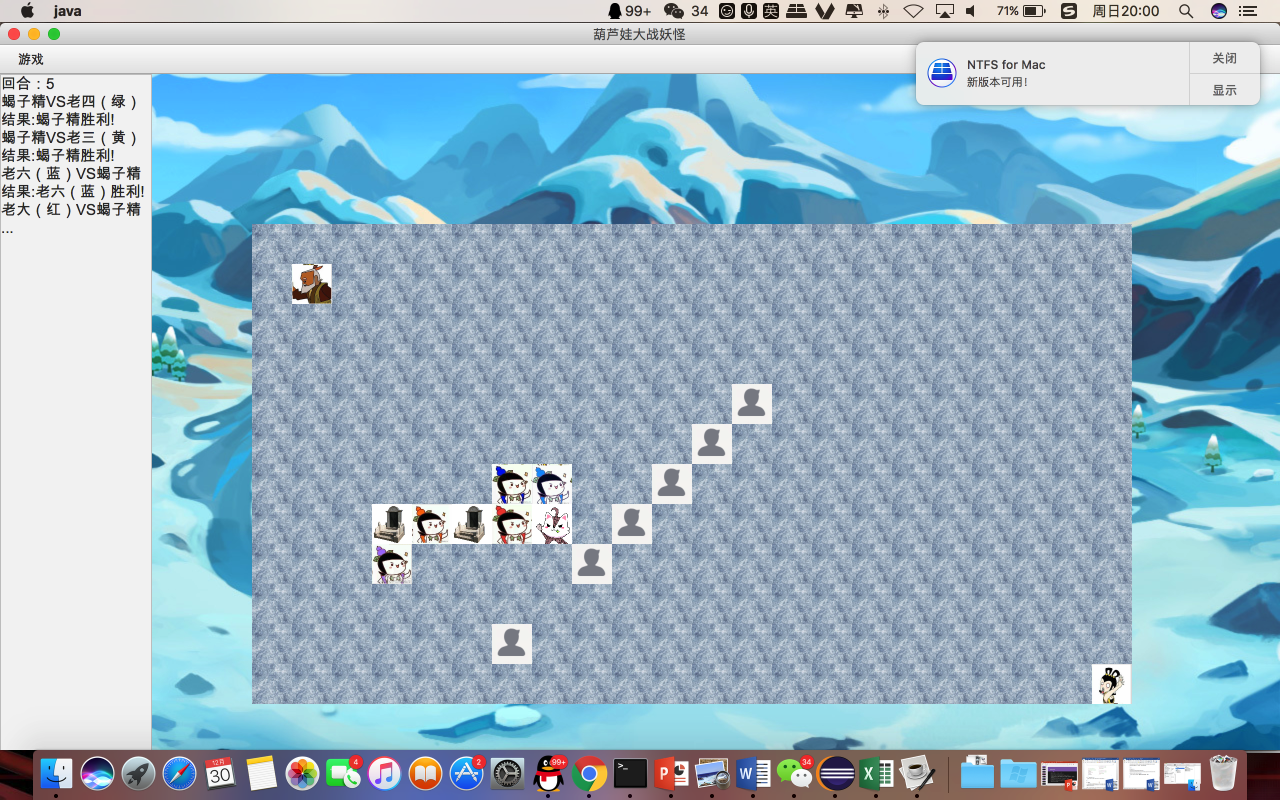 java
99+
34
英
71%
周日20:00
葫芦娃大战妖怪
游戏
NTFS for Mac
新版本可用!
关闭
显示
回合：5
蝎子精VS老四（绿）
结果:蝎子精胜利!
蝎子精VS老三（黄）
结果:蝎子精胜利!
老六（蓝）VS蝎子精
结果:老六（蓝）胜利!
老大（红）VS蝎子精
...
12月
30
4
2
99+
>_
P
W
34
X